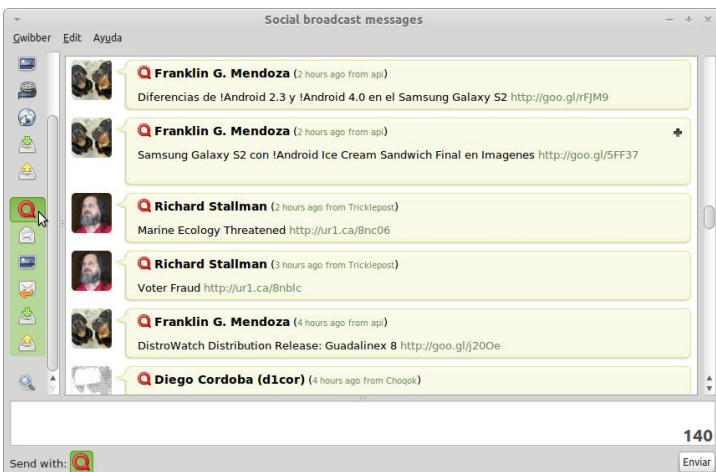 Social broadcast messages
Gwibber Edit Ayuda
Franklin G. Mendoza (2 hours ago from api)
Diferencias de !Android 2.3 y !Android 4.0 en el Samsung Galaxy S2 http://goo.gl/rFJM9
Franklin G. Mendoza (2 hours ago from api)
Samsung Galaxy S2 con !Android Ice Cream Sandwich Final en Imagenes http://goo.gl/5FF37
Richard Stallman (2 hours ago from Tricklepost)
Marine Ecology Threatened http://ur1.ca/8nc06
Richard Stallman (3 hours ago from Tricklepost)
Voter Fraud http://ur1.ca/8nblc
Franklin G. Mendoza (4 hours ago from api)
DistroWatch Distribution Release: Guadalinex 8 http://goo.gl/j20Oe
Diego Cordoba (d1cor) (4 hours ago from Choqok)
140
Send with:
Enviar